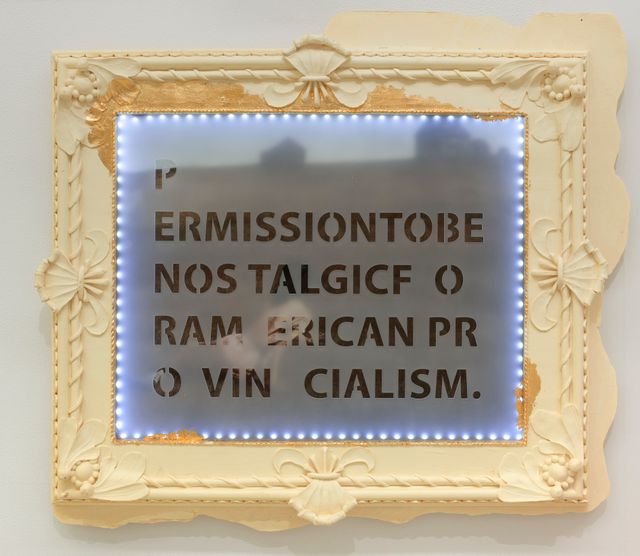 P
ERMISSIONTOBE
NOS TALGICF O
RAM ERICAN PR
O VIN CIALISM.